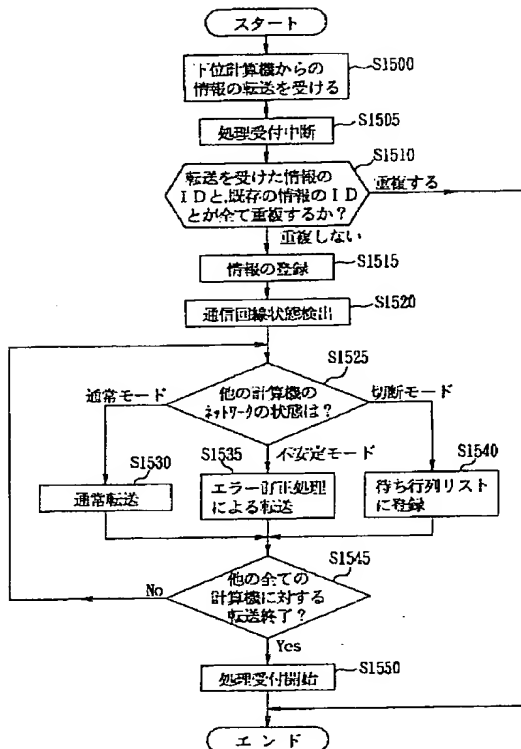 スタート
下位計算機からの
情報の転送を受ける
S1500
処理受付中断
S1505
転送を受けた情報の
IDと,既存の情報のID
とが全て重複するか?
S1510
重複する
重複しない
情報の登録
S1515
通信回線状態検出
S1520
他の計算機の
ネットワークの状態は?
S1525
通常モード
切断モード
不安定モード
通常転送
S1530
エラー訂正処理
による転送
S1535
待ち行列リスト
に登録
S1540
他の全ての
計算機に対する
転送終了?
S1545
No
Yes
処理受付開始
S1550
エンド